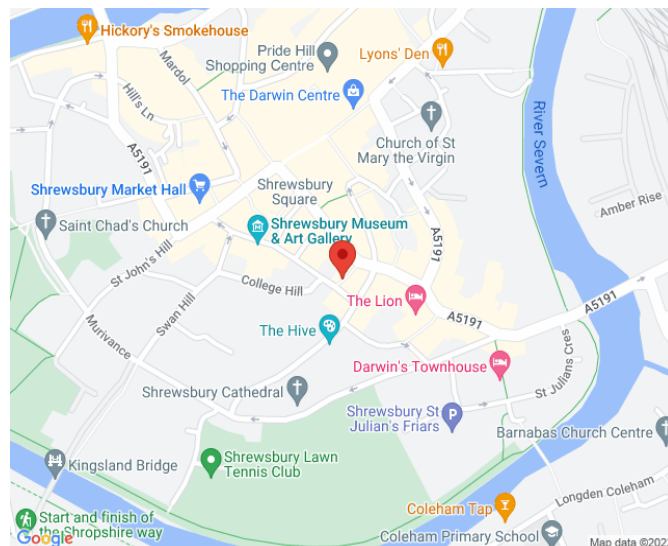 Hickory's Smokehouse
Pride Hill
Shopping Centre
Lyons' Den
Mardol
Hill's Ln
The Darwin Centre
River Severn
Church of St
Mary the Virgin
A5191
Shrewsbury
Square
Shrewsbury Market Hall
Amber Rise
Saint Chad's Church
Shrewsbury Museum
& Art Gallery
A5191
St John's Hill
College Hill
Swan Hill
The Lion
A5191
A5191
The Hive
Murivance
Darwin's Townhouse
St Julians Cres
Shrewsbury Cathedral
Shrewsbury St
Julian's Friars
P
Barnabas Church Centre
Shrewsbury Lawn
Tennis Club
Kingsland Bridge
Longden Coleham
Coleham Tap
Start and finish of
the Shropshire way
Google
Coleham Primary School
Map data ©202